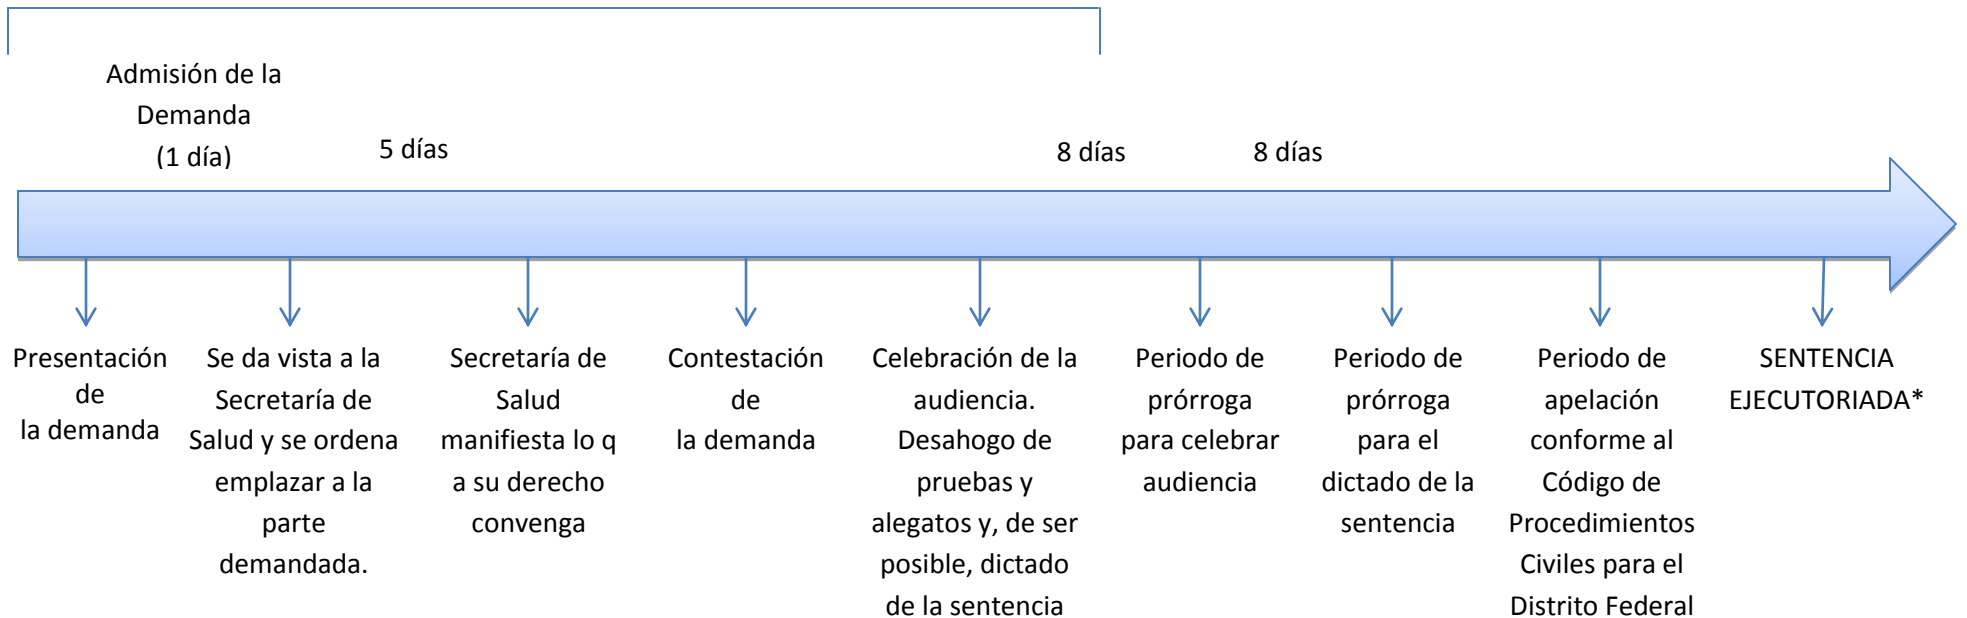 Admisión de la
Demanda
(1 día)
5 días
8 días
8 días
Presentación
de
la demanda
Se da vista a la
Secretaría de
Salud y se ordena
emplazar a la
parte
demandada.
Secretaría de
Salud
manifiesta lo q
a su derecho
convenga
Contestación
de
la demanda
Celebración de la
audiencia.
Desahogo de
pruebas y
alegatos y, de ser
posible, dictado
de la sentencia
Periodo de
prórroga
para celebrar
audiencia
Periodo de
prórroga
para el
dictado de la
sentencia
Periodo de
apelación
conforme al
Código de
Procedimientos
Civiles para el
Distrito Federal
SENTENCIA
EJECUTORIADA*